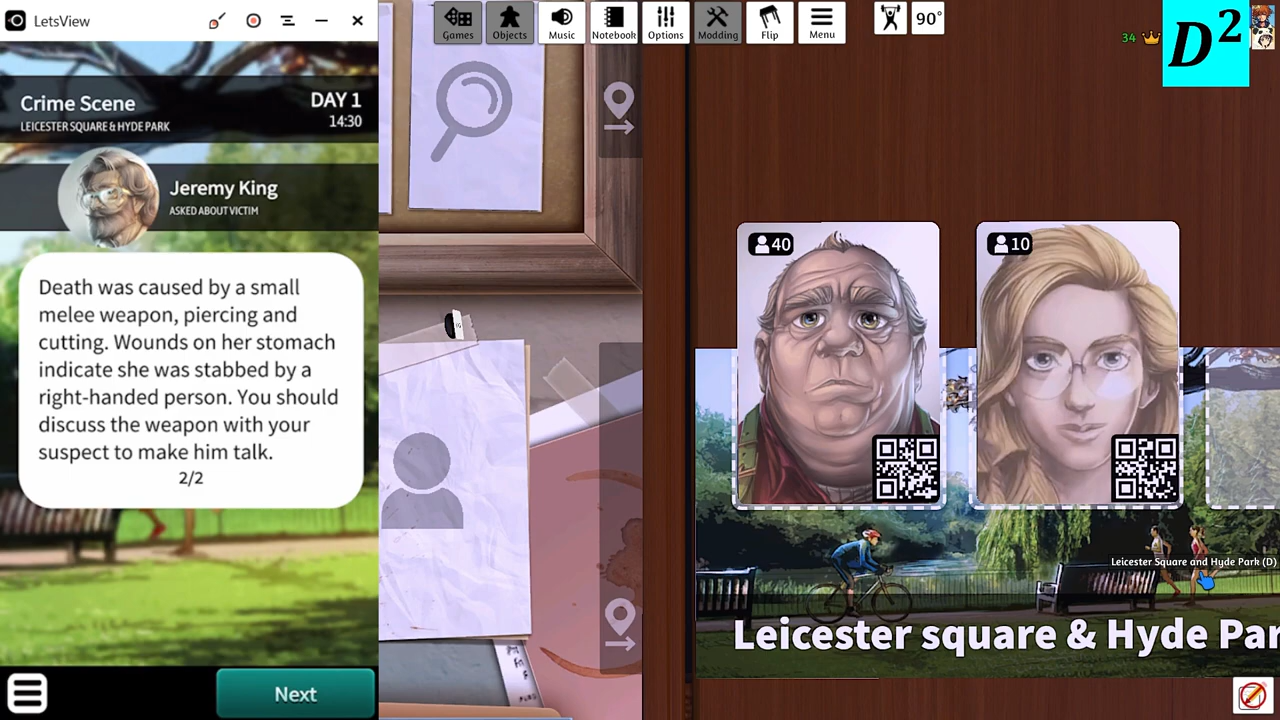 LetsView
Crime Scene
LEICESTER SQUARE & HYDE PARK
DAY 1
14:30
Jeremy King
ASKED ABOUT VICTIM
Death was caused by a small
melee weapon, piercing and
cutting. Wounds on her stomach
indicate she was stabbed by a
right-handed person. You should
discuss the weapon with your
suspect to make him talk.
2/2
Next
Games
Objects
Music
Notebook
Options
Modding
Flip
Menu
90°
34
D²
40
10
Leicester Square and Hyde Park (D)
Leicester square & Hyde Par